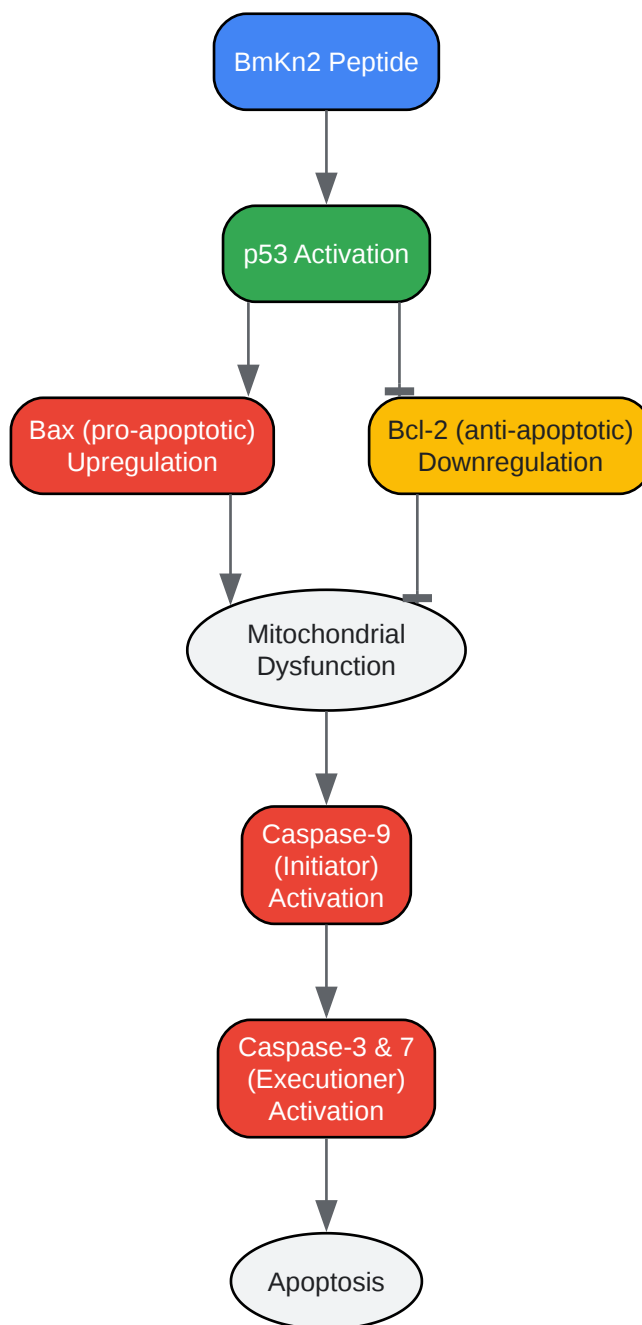 BmKn2 Peptide
p53 Activation
Bax (pro-apoptotic)
Upregulation
Bcl-2 (anti-apoptotic)
Downregulation
Mitochondrial
Dysfunction
Caspase-9
(Initiator)
Activation
Caspase-3 & 7
(Executioner)
Activation
Apoptosis